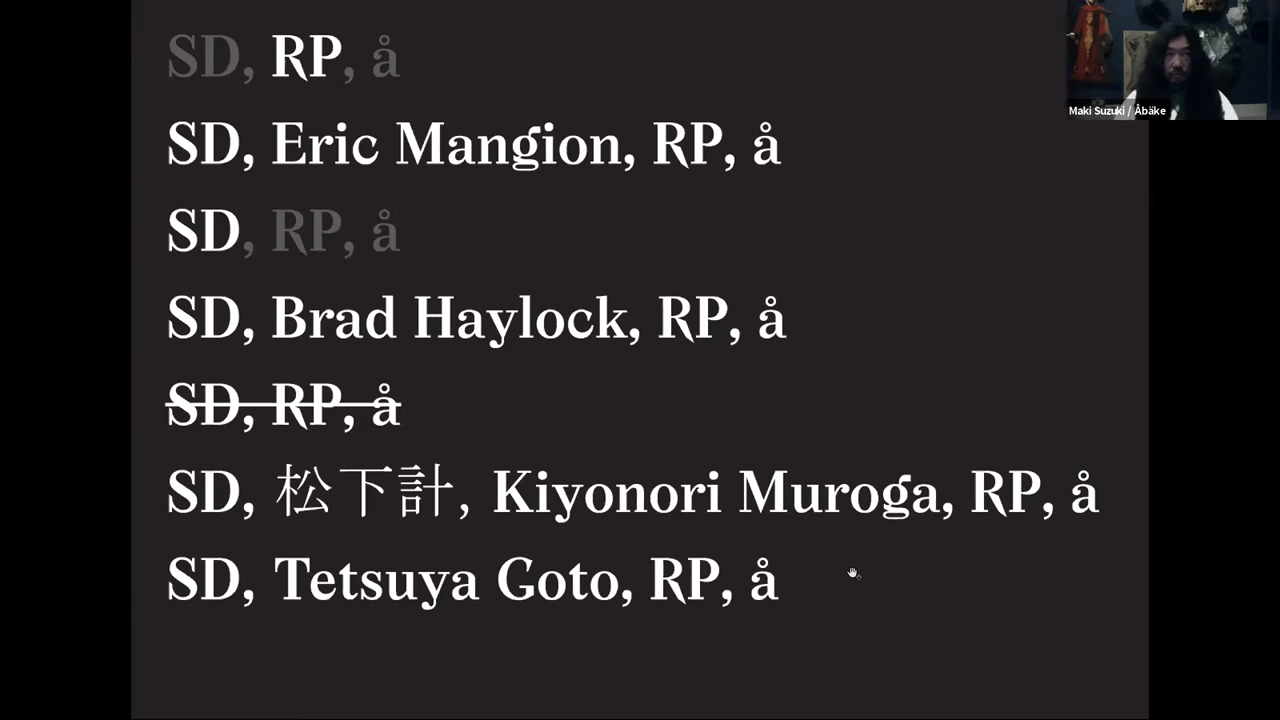 SD, RP, å
SD, Eric Mangion, RP, å
SD, RP, å
SD, Brad Haylock, RP, å
SD, RP, å
SD, 松下計, Kiyonori Muroga, RP, å
SD, Tetsuya Goto, RP, å
Maki Suzuki / Åbäke